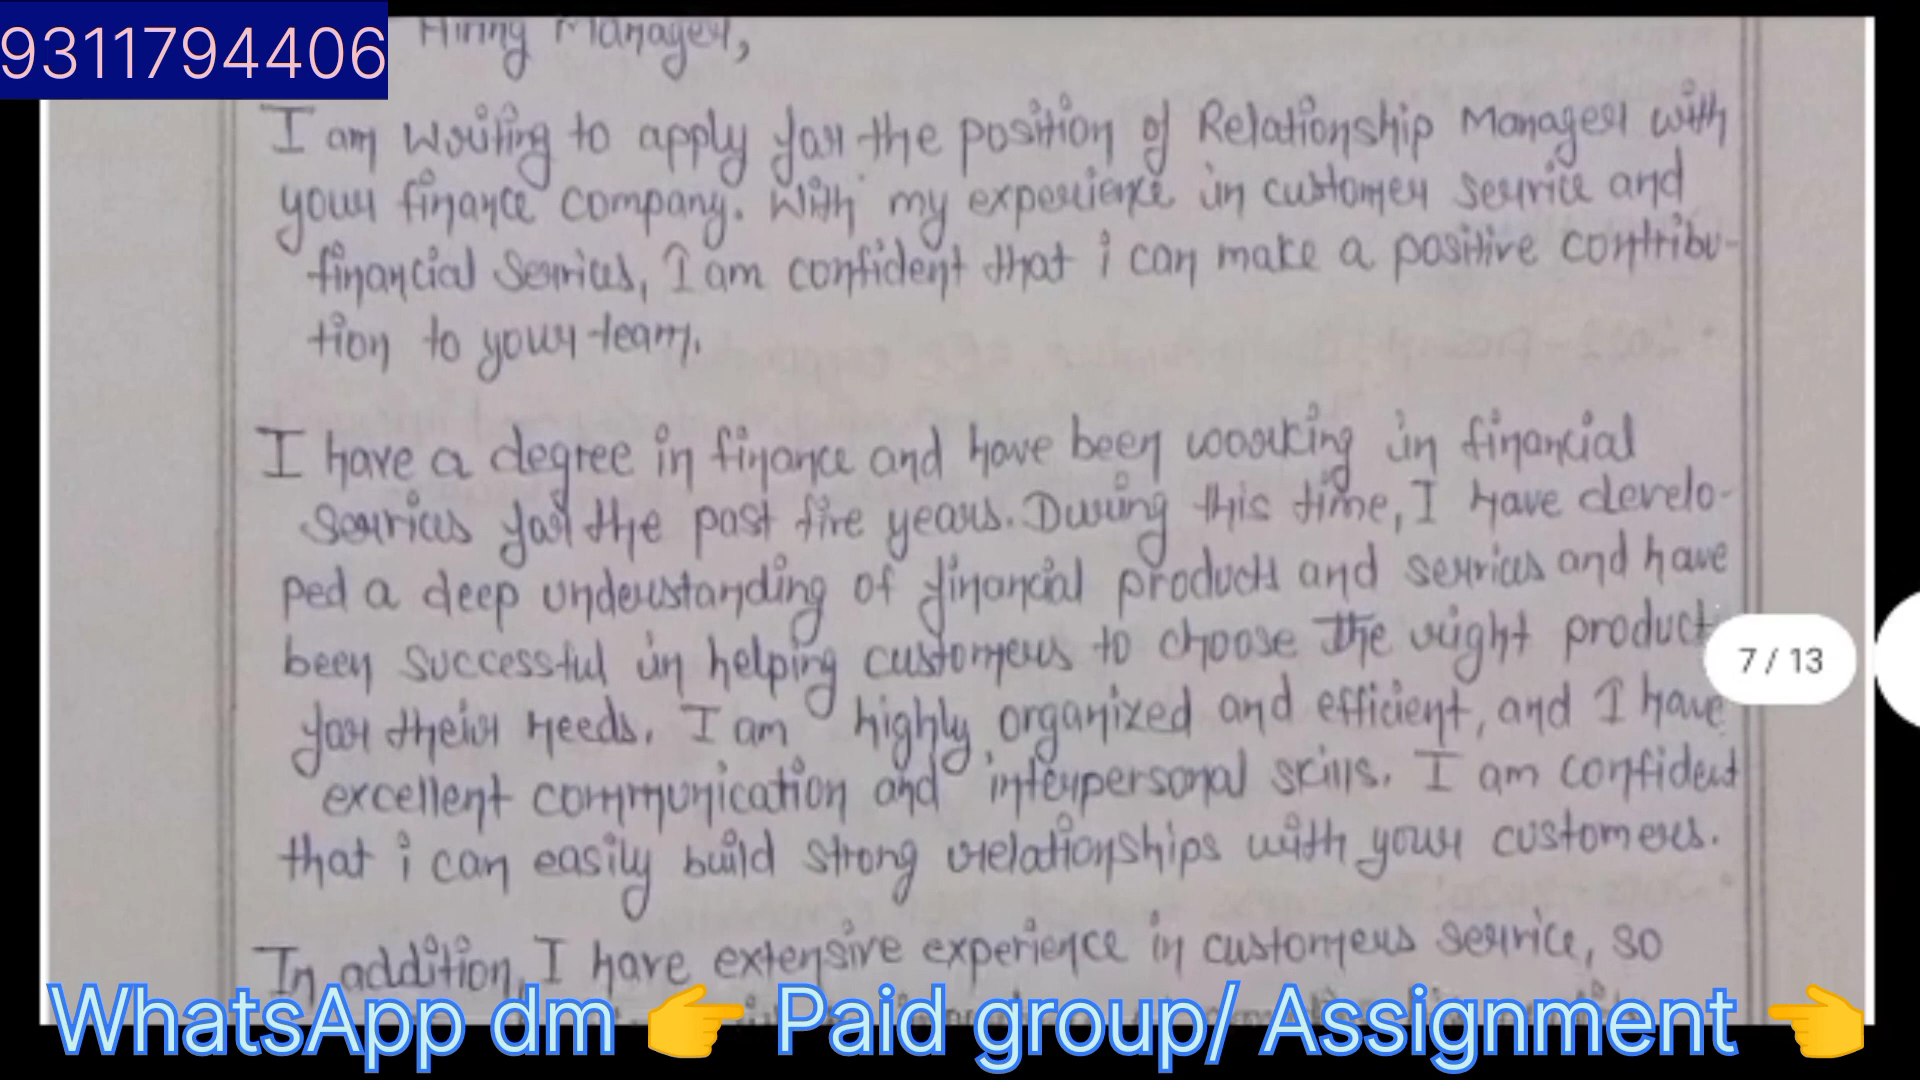 9311794406
Hiring Manager,
I am writing to apply for the position of Relationship Manager with
your finance company. With my experience in customer service and
financial services, I am confident that i can make a positive contribu-
tion to your team.
I have a degree in finance and have been working in financial
services for the past five years. During this time, I have develo-
ped a deep understanding of financial products and services and have
been successful in helping customers to choose the right product
for their needs. I am highly organized and efficient, and I have
excellent communication and interpersonal skills. I am confident
that i can easily build strong relationships with your customers.
In addition, I have extensive experience in customers service, so
7 / 13
WhatsApp dm 👉 Paid group/ Assignment 👈